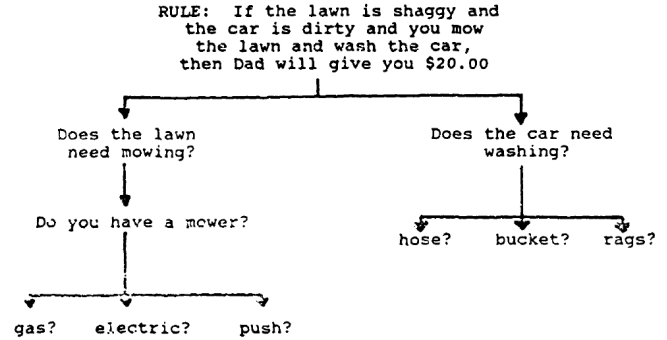 RULE: If the lawn is shaggy and
the car is dirty and you mow
the lawn and wash the car,
then Dad will give you $20.00
Does the lawn
need mowing?
Does the car need
washing?
Do you have a mower?
hose? bucket? rags?
gas? electric? push?